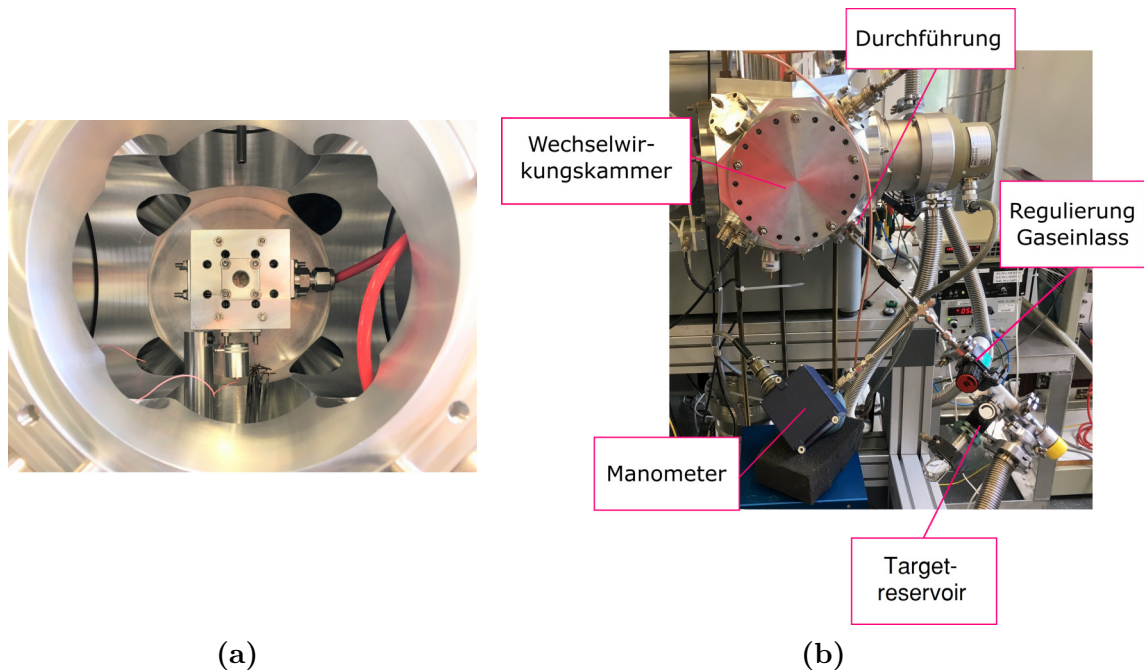 Durchführung
Wechselwir-
kungskammer
Regulierung
Gaseinlass
Manometer
Target-
reservoir
(a)
(b)